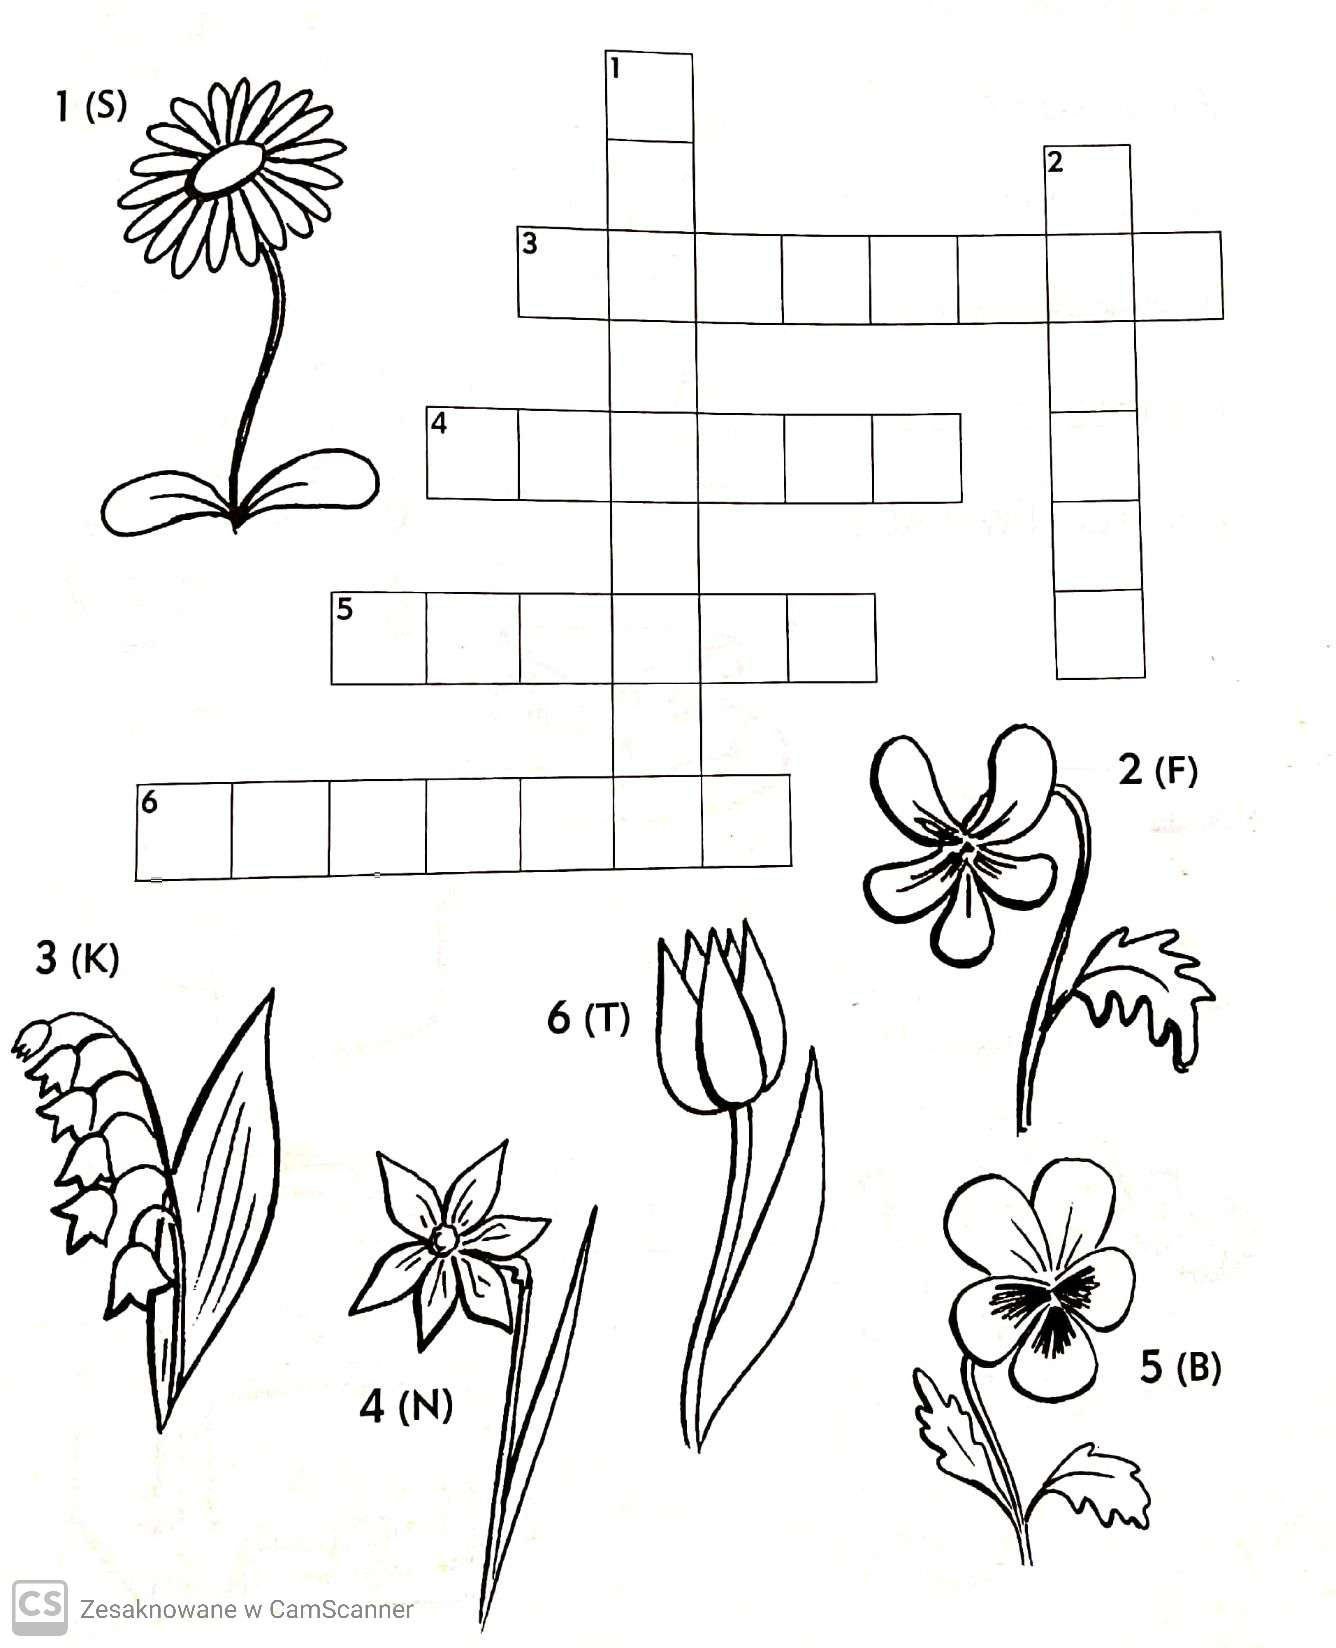 1 (S)
1
2
3
4
5
6
2 (F)
3 (K)
6 (T)
5 (B)
4 (N)
CS Zesaknowane w CamScanner